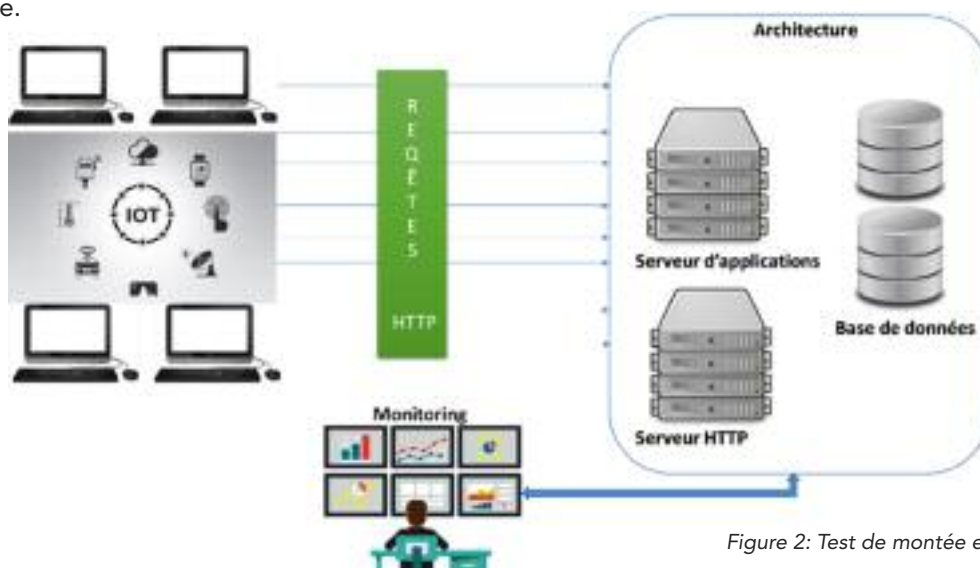 e.
Architecture
R
E
Q
Ê
T
E
S
HTTP
IOT
Serveur d'applications
Base de données
Serveur HTTP
Monitoring
Figure 2: Test de montée e